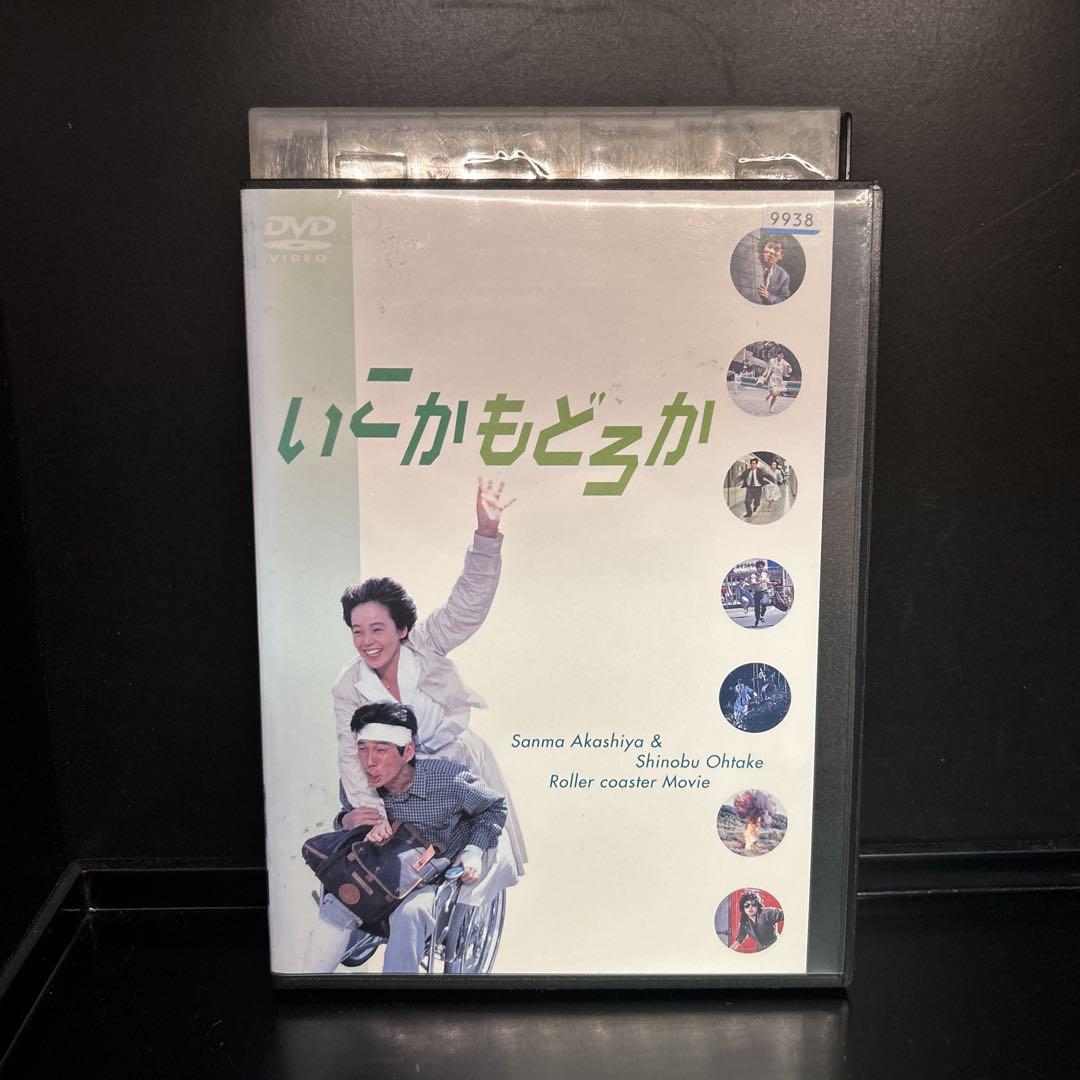 DVD
VIDEO
9938
いこかもどろか
Sanma Akashiya &
Shinobu Ohtake
Roller coaster Movie